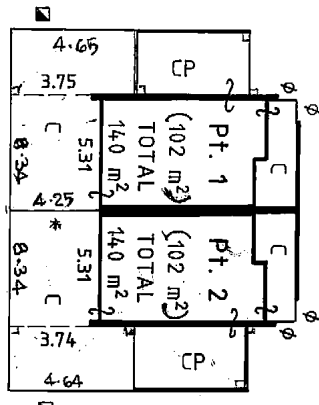 4.65
CP
3.75
C
8.34
5.31
Pt. 1
(102 m²)
TOTAL
140 m²
C
4.25
*
8.34
C
5.31
Pt. 2
(102 m²)
TOTAL
140 m²
C
3.74
CP
4.64